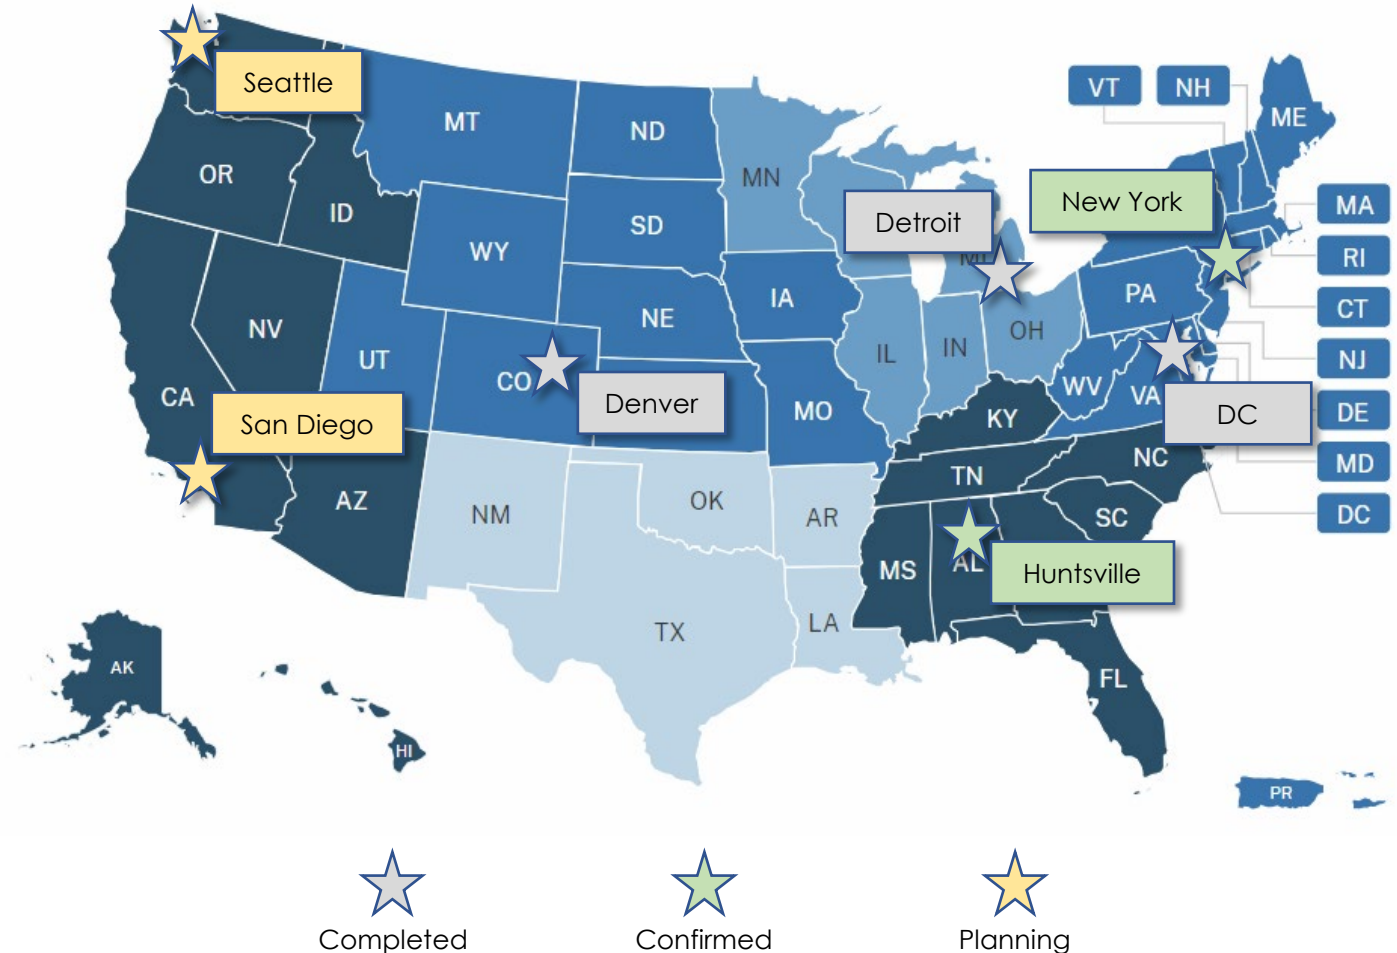 Seattle
VT
NH
ME
MT
ND
OR
MN
ID
SD
WY
Detroit
New York
MA
RI
MI
CT
PA
NV
NE
IA
OH
IL
IN
NJ
UT
CO
CA
San Diego
Denver
MO
KY
WV
VA
DC
DE
MD
NC
TN
AZ
NM
OK
AR
SC
DC
MS
AL
Huntsville
TX
LA
AK
FL
HI
PR
Completed
Confirmed
Planning